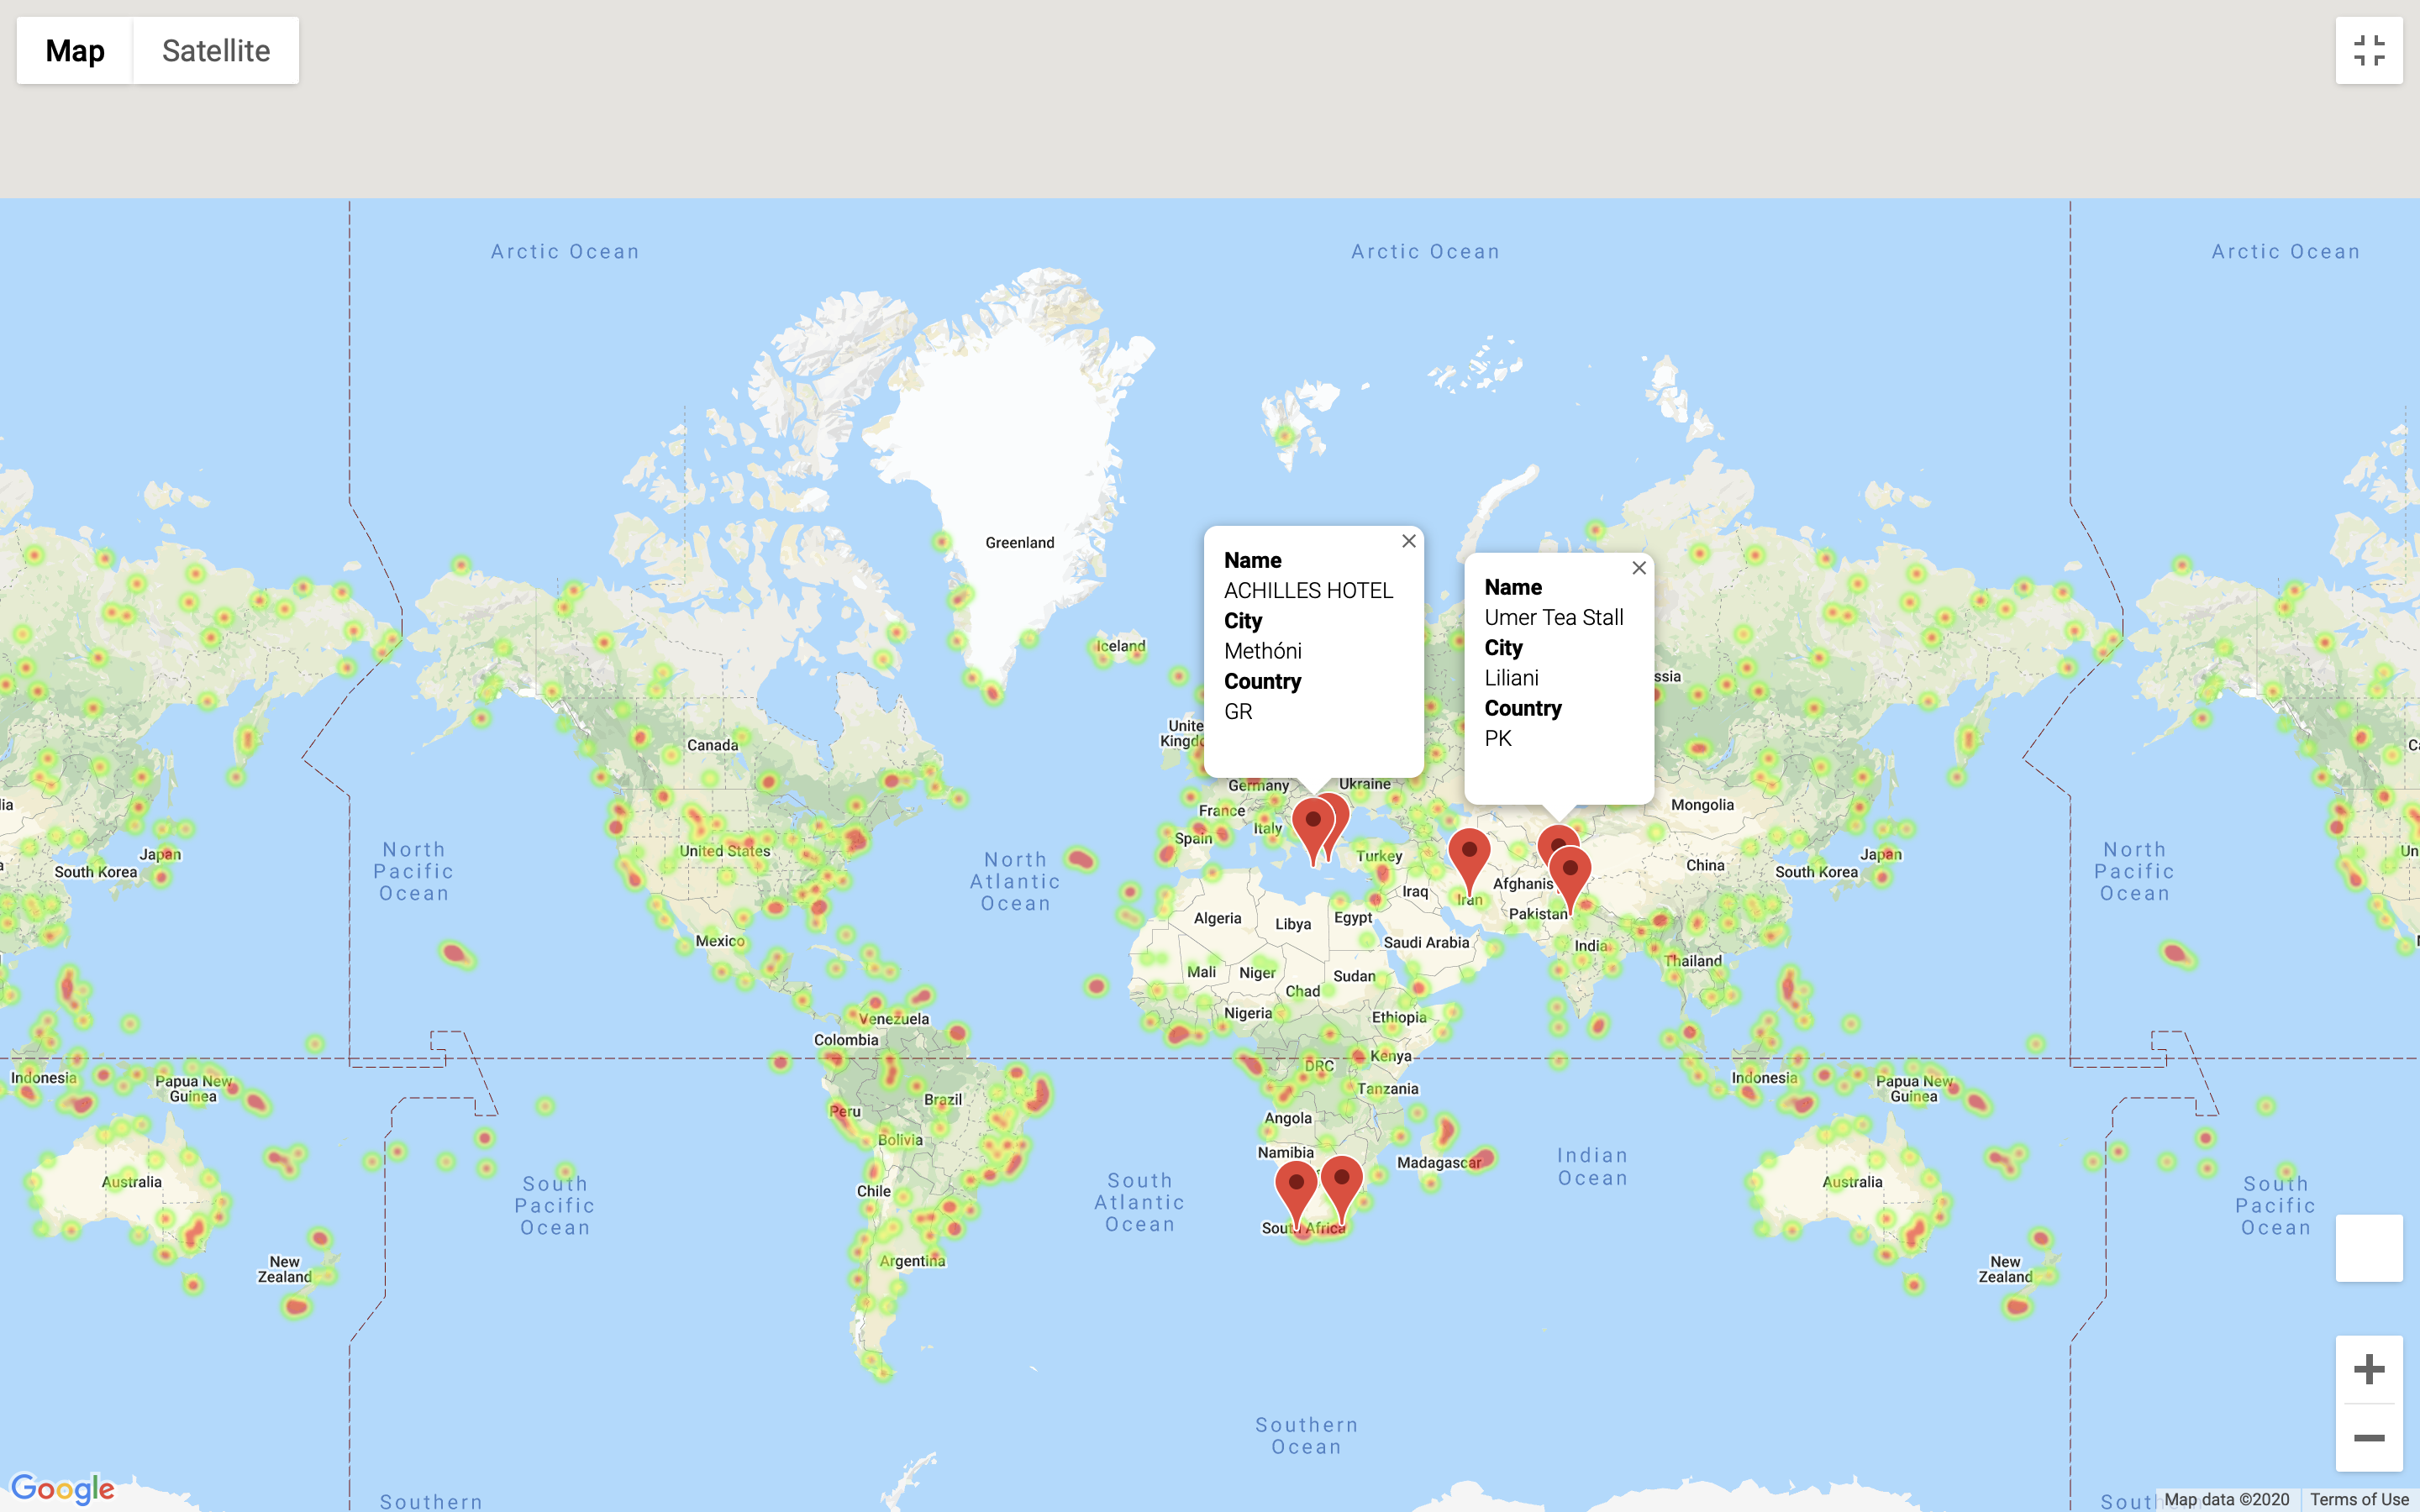 Map
Satellite
Arctic Ocean
Arctic Ocean
Arctic Ocean
Greenland
Iceland
Name
ACHILLES HOTEL
City
Methóni
Country
GR
Name
Umer Tea Stall
City
Liliani
Country
PK
ssia
United
Kingdo
Canada
Germany
Ukraine
France
Italy
Spain
Mongolia
North
Pacific
Ocean
Japan
South Korea
United States
North
Atlantic
Ocean
Turkey
Iraq
Iran
Afghanis
China
Japan
South Korea
North
Pacific
Ocean
Mexico
Algeria
Libya
Egypt
Pakistan
Saudi Arabia
India
Mali
Niger
Sudan
Chad
Thailand
Nigeria
Ethiopia
Venezuela
Colombia
DRC
Kenya
Indonesia
Papua New
Guinea
Brazil
Peru
Tanzania
Angola
Indonesia
Papua New
Guinea
Bolivia
Namibia
Madagascar
Indian
Ocean
Australia
South
Pacific
Ocean
Chile
South
Atlantic
Ocean
South Africa
Australia
South
Pacific
Ocean
New
Zealand
Argentina
New
Zealand
Southern
Ocean
Google
Southern
South
Map data ©2020
Terms of Use